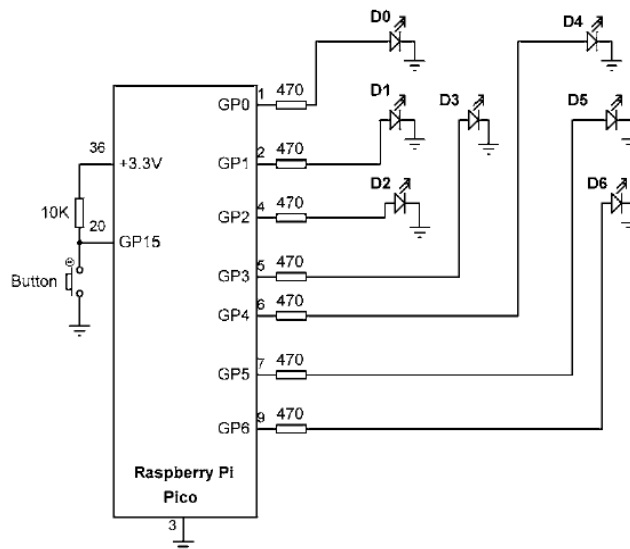 D0
D4
1
470
GP0
D1
D3
D5
36
+3.3V
2
470
GP1
D2
D6
10K
4
470
GP2
20
GP15
Button
5
470
GP3
6
470
GP4
7
470
GP5
9
470
GP6
Raspberry Pi
Pico
3